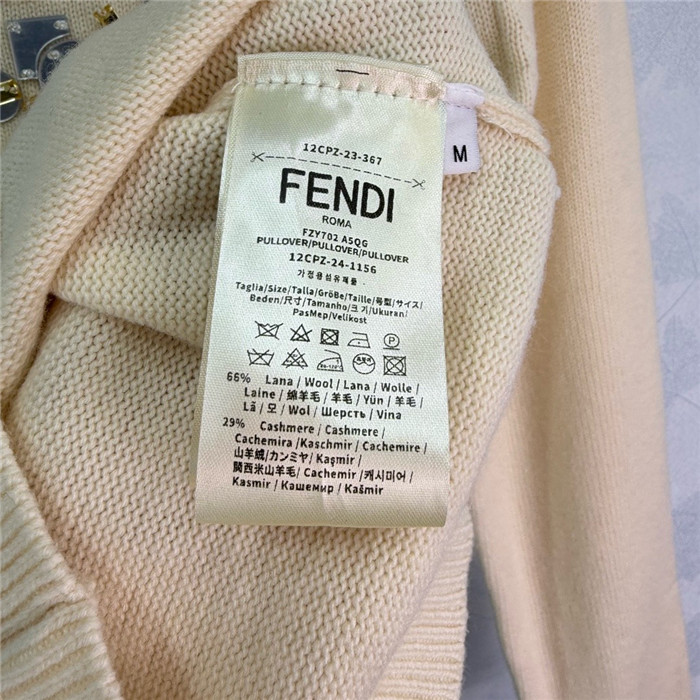 12CPZ-23-367
M
FENDI
ROMA
FZY702 A5QG
PULLOVER/PULLOVER/PULLOVER
12CPZ-24-1156
가정용섬유제품
Taglia/Size/Talla/Größe/Taille/号型/サイズ/
Beden/尺寸/Tamanho/크기/Ukuran/
РазМер/Velikost
66% Lana / Wool / Lana / Wolle /
Laine / 绵羊毛 / 羊毛 / Yün / 羊毛 /
Lã / 모 / Wol / Шерсть / Vlna
29% Cashmere / Cashmere /
Cachemira / Kaschmir / Cachemire /
山羊绒/カシミヤ/ Kaşmir /
開西米山羊毛/ Cachemir /캐시미어 /
Kasmir / Кашемир / Kašmir